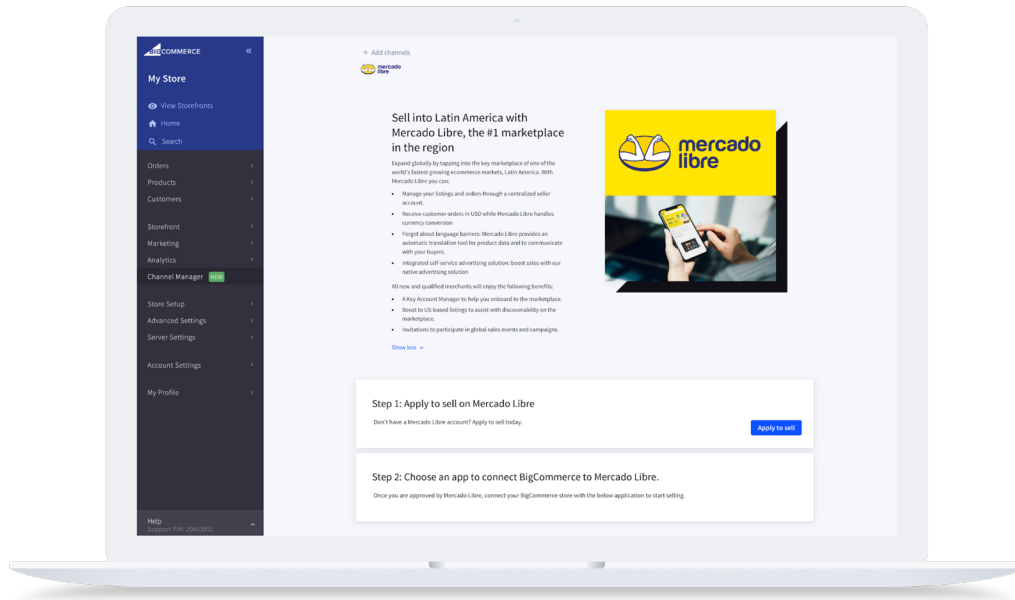 BIGCOMMERCE
«
My Store
View Storefronts
Home
Search
Orders
Products
Customers
Storefront
Marketing
Analytics
Channel Manager NEW
Store Setup
Advanced Settings
Server Settings
Account Settings
My Profile
Help
Support PIN: 20803952
← Add channels
mercado
libre
Sell into Latin America with
Mercado Libre, the #1 marketplace
in the region
Expand globally by tapping into the key marketplace of one of the
world's fastest growing ecommerce markets, Latin America. With
Mercado Libre you can:
• Manage your listings and orders through a centralized seller
account.
• Receive customer orders in USD while Mercado Libre handles
currency conversion
• Forget about language barriers: Mercado Libre provides an
automatic translation tool for product data and to communicate
with your buyers.
• Integrated self-service advertising solution: boost sales with our
native advertising solution
All new and qualified merchants will enjoy the following benefits:
• A Key Account Manager to help you onboard to the marketplace.
• Boost to US-based listings to assist with discoverability on the
marketplace.
• Invitations to participate in global sales events and campaigns.
Show less
mercado
libre
Step 1: Apply to sell on Mercado Libre
Don't have a Mercado Libre account? Apply to sell today.
Apply to sell
Step 2: Choose an app to connect BigCommerce to Mercado Libre.
Once you are approved by Mercado Libre, connect your BigCommerce store with the below application to start selling.